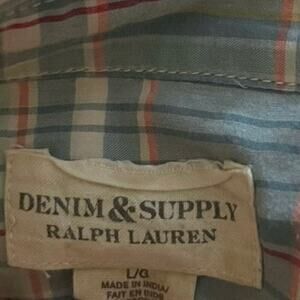 DENIM & SUPPLY
RALPH LAUREN
L/G
MADE IN INDIA/
FAIT EN INDE